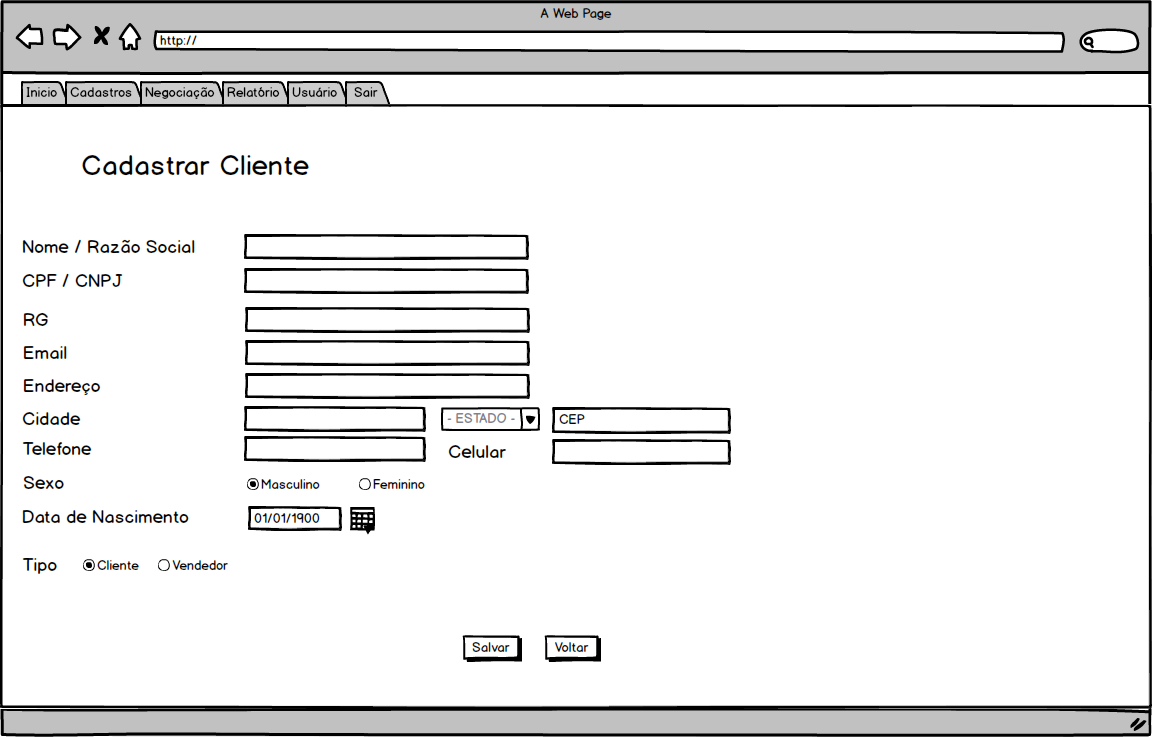 A Web Page
http://
Inicio Cadastros Negociação Relatório Usuário Sair
Cadastrar Cliente
Nome / Razão Social
CPF / CNPJ
RG
Email
Endereço
Cidade - ESTADO - CEP
Telefone Celular
Sexo Masculino Feminino
Data de Nascimento 01/01/1900
Tipo Cliente Vendedor
Salvar Voltar